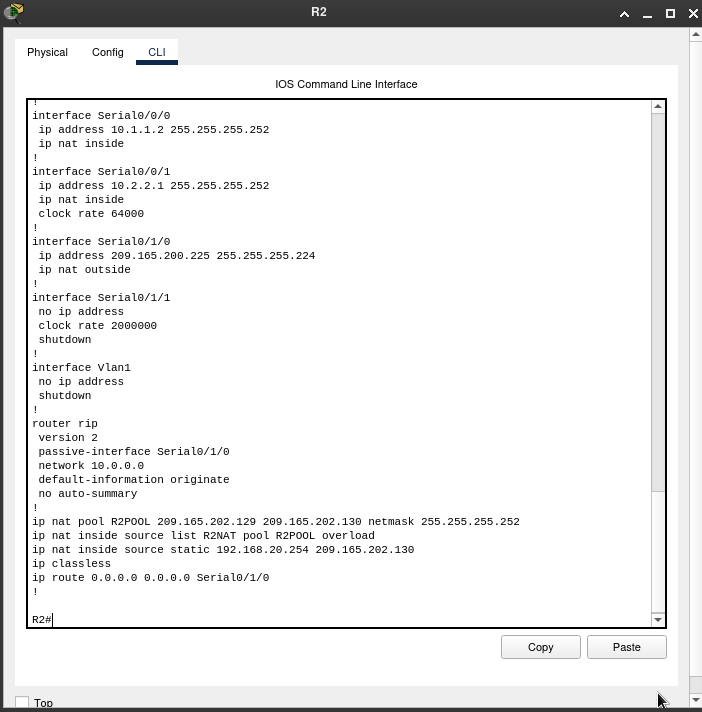 R2
Physical Config CLI
IOS Command Line Interface
!
interface Serial0/0/0
 ip address 10.1.1.2 255.255.255.252
 ip nat inside
!
interface Serial0/0/1
 ip address 10.2.2.1 255.255.255.252
 ip nat inside
 clock rate 64000
!
interface Serial0/1/0
 ip address 209.165.200.225 255.255.255.224
 ip nat outside
!
interface Serial0/1/1
 no ip address
 clock rate 2000000
 shutdown
!
interface Vlan1
 no ip address
 shutdown
!
router rip
 version 2
 passive-interface Serial0/1/0
 network 10.0.0.0
 default-information originate
 no auto-summary
!
ip nat pool R2POOL 209.165.202.129 209.165.202.130 netmask 255.255.255.252
ip nat inside source list R2NAT pool R2POOL overload
ip nat inside source static 192.168.20.254 209.165.202.130
ip classless
ip route 0.0.0.0 0.0.0.0 Serial0/1/0
!
R2#
Copy Paste
Top